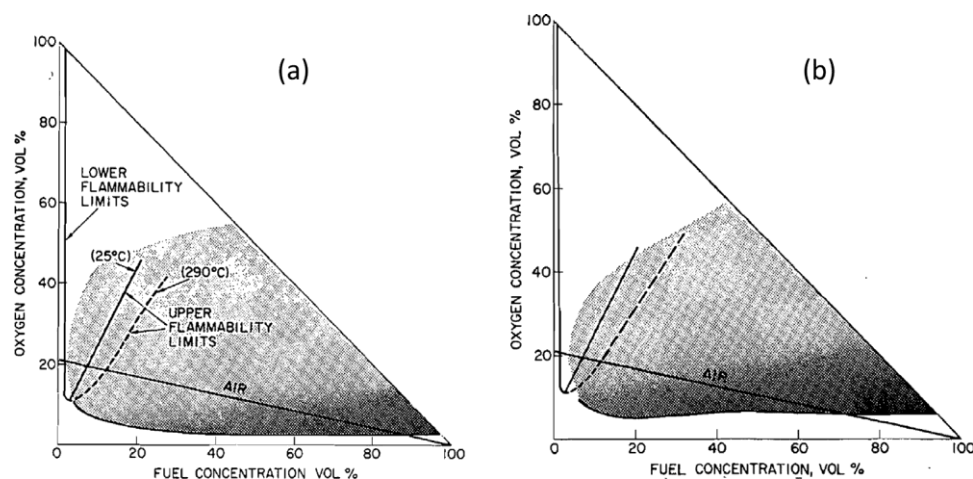 (a)
OXYGEN CONCENTRATION, VOL %
100
80
60
40
20
LOWER
FLAMMABILITY
LIMITS
(25°C)
(290°C)
UPPER
FLAMMABILITY
LIMITS
AIR
0
20
40
60
80
100
FUEL CONCENTRATION VOL %
(b)
OXYGEN CONCENTRATION, VOL %
100
80
60
40
20
0
AIR
0
20
40
60
80
100
FUEL CONCENTRATION, VOL %